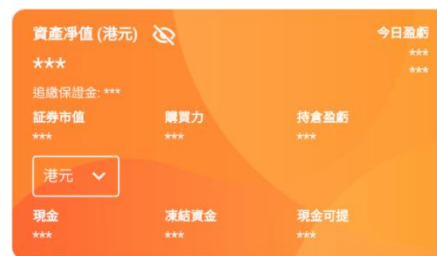 資產淨值 (港元)
今日盈虧
***
***
***
追繳保證金: ***
証券市值 購買力 持倉盈虧
*** *** ***
港元
現金 凍結資金 現金可提
*** *** ***